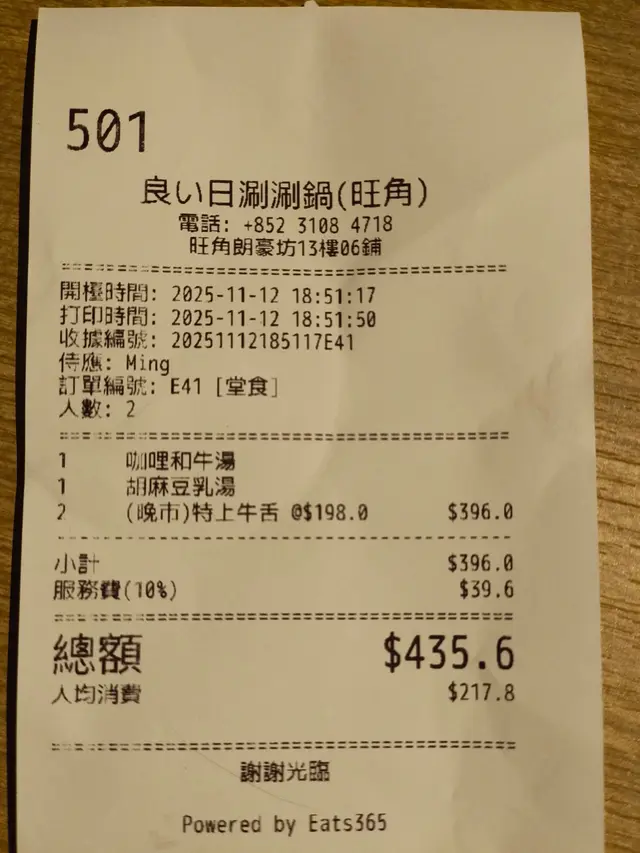 501
良い日涮涮鍋(旺角)
電話: +852 3108 4718
旺角朗豪坊13樓06鋪
開檯時間: 2025-11-12 18:51:17
打印時間: 2025-11-12 18:51:50
收據編號: 20251112185117E41
侍應: Ming
訂單編號: E41 [堂食]
人數: 2
1 咖哩和牛湯
1 胡麻豆乳湯
2 (晚市)特上牛舌 @$198.0 $396.0
小計 $396.0
服務費(10%) $39.6
總額 $435.6
人均消費 $217.8
謝謝光臨
Powered by Eats365